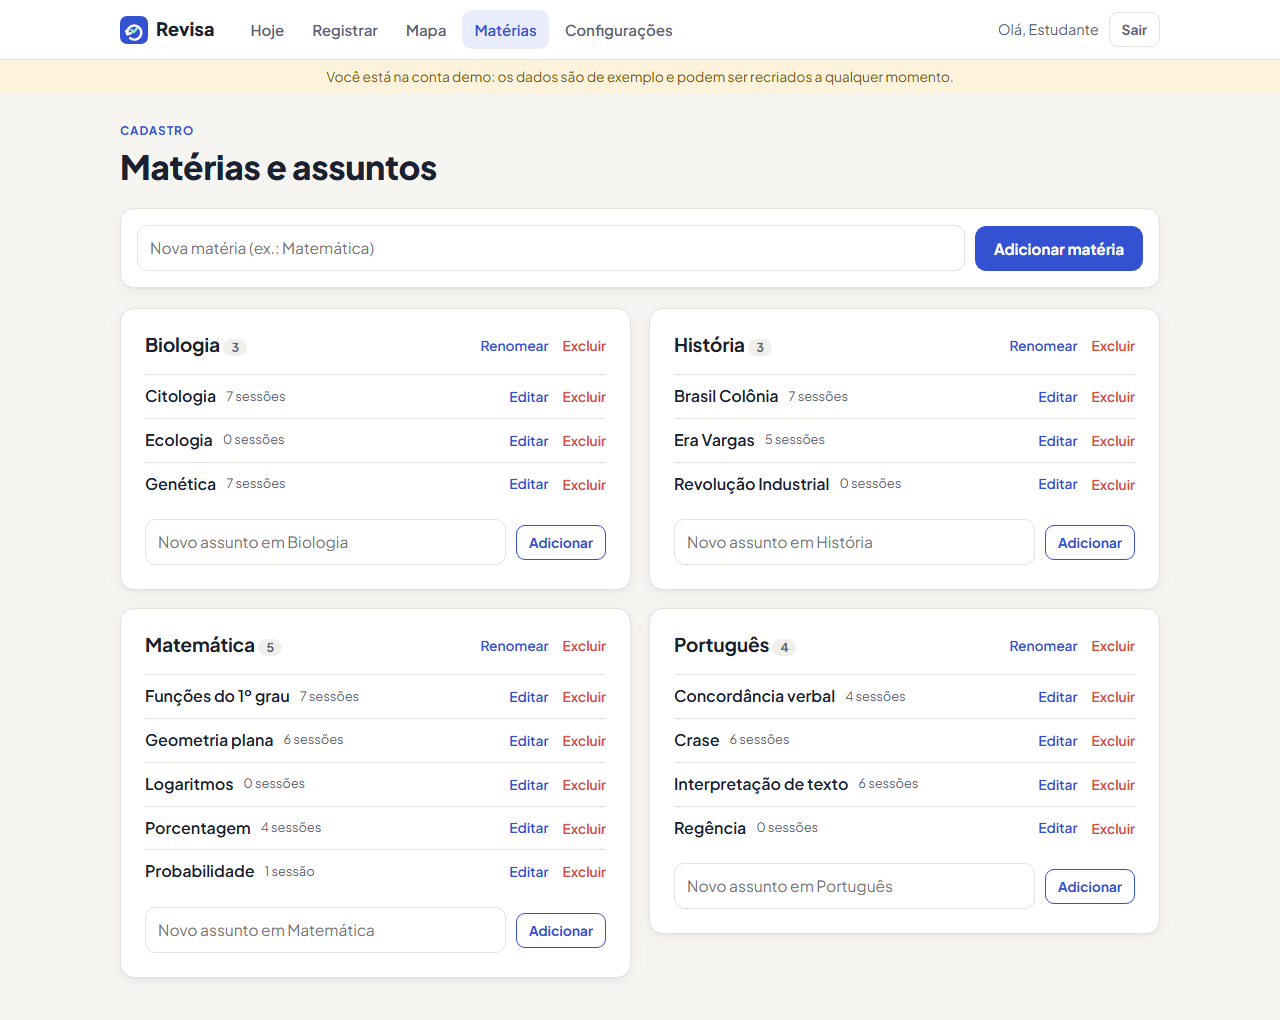 Revisa
Hoje
Registrar
Mapa
Matérias
Configurações
Olá, Estudante
Sair
Você está na conta demo: os dados são de exemplo e podem ser recriados a qualquer momento.
CADASTRO
Matérias e assuntos
Nova matéria (ex.: Matemática)
Adicionar matéria
Biologia 3 Renomear Excluir
Citologia 7 sessões Editar Excluir
Ecologia 0 sessões Editar Excluir
Genética 7 sessões Editar Excluir
Novo assunto em Biologia Adicionar
História 3 Renomear Excluir
Brasil Colônia 7 sessões Editar Excluir
Era Vargas 5 sessões Editar Excluir
Revolução Industrial 0 sessões Editar Excluir
Novo assunto em História Adicionar
Matemática 5 Renomear Excluir
Funções do 1º grau 7 sessões Editar Excluir
Geometria plana 6 sessões Editar Excluir
Logaritmos 0 sessões Editar Excluir
Porcentagem 4 sessões Editar Excluir
Probabilidade 1 sessão Editar Excluir
Novo assunto em Matemática Adicionar
Português 4 Renomear Excluir
Concordância verbal 4 sessões Editar Excluir
Crase 6 sessões Editar Excluir
Interpretação de texto 6 sessões Editar Excluir
Regência 0 sessões Editar Excluir
Novo assunto em Português Adicionar